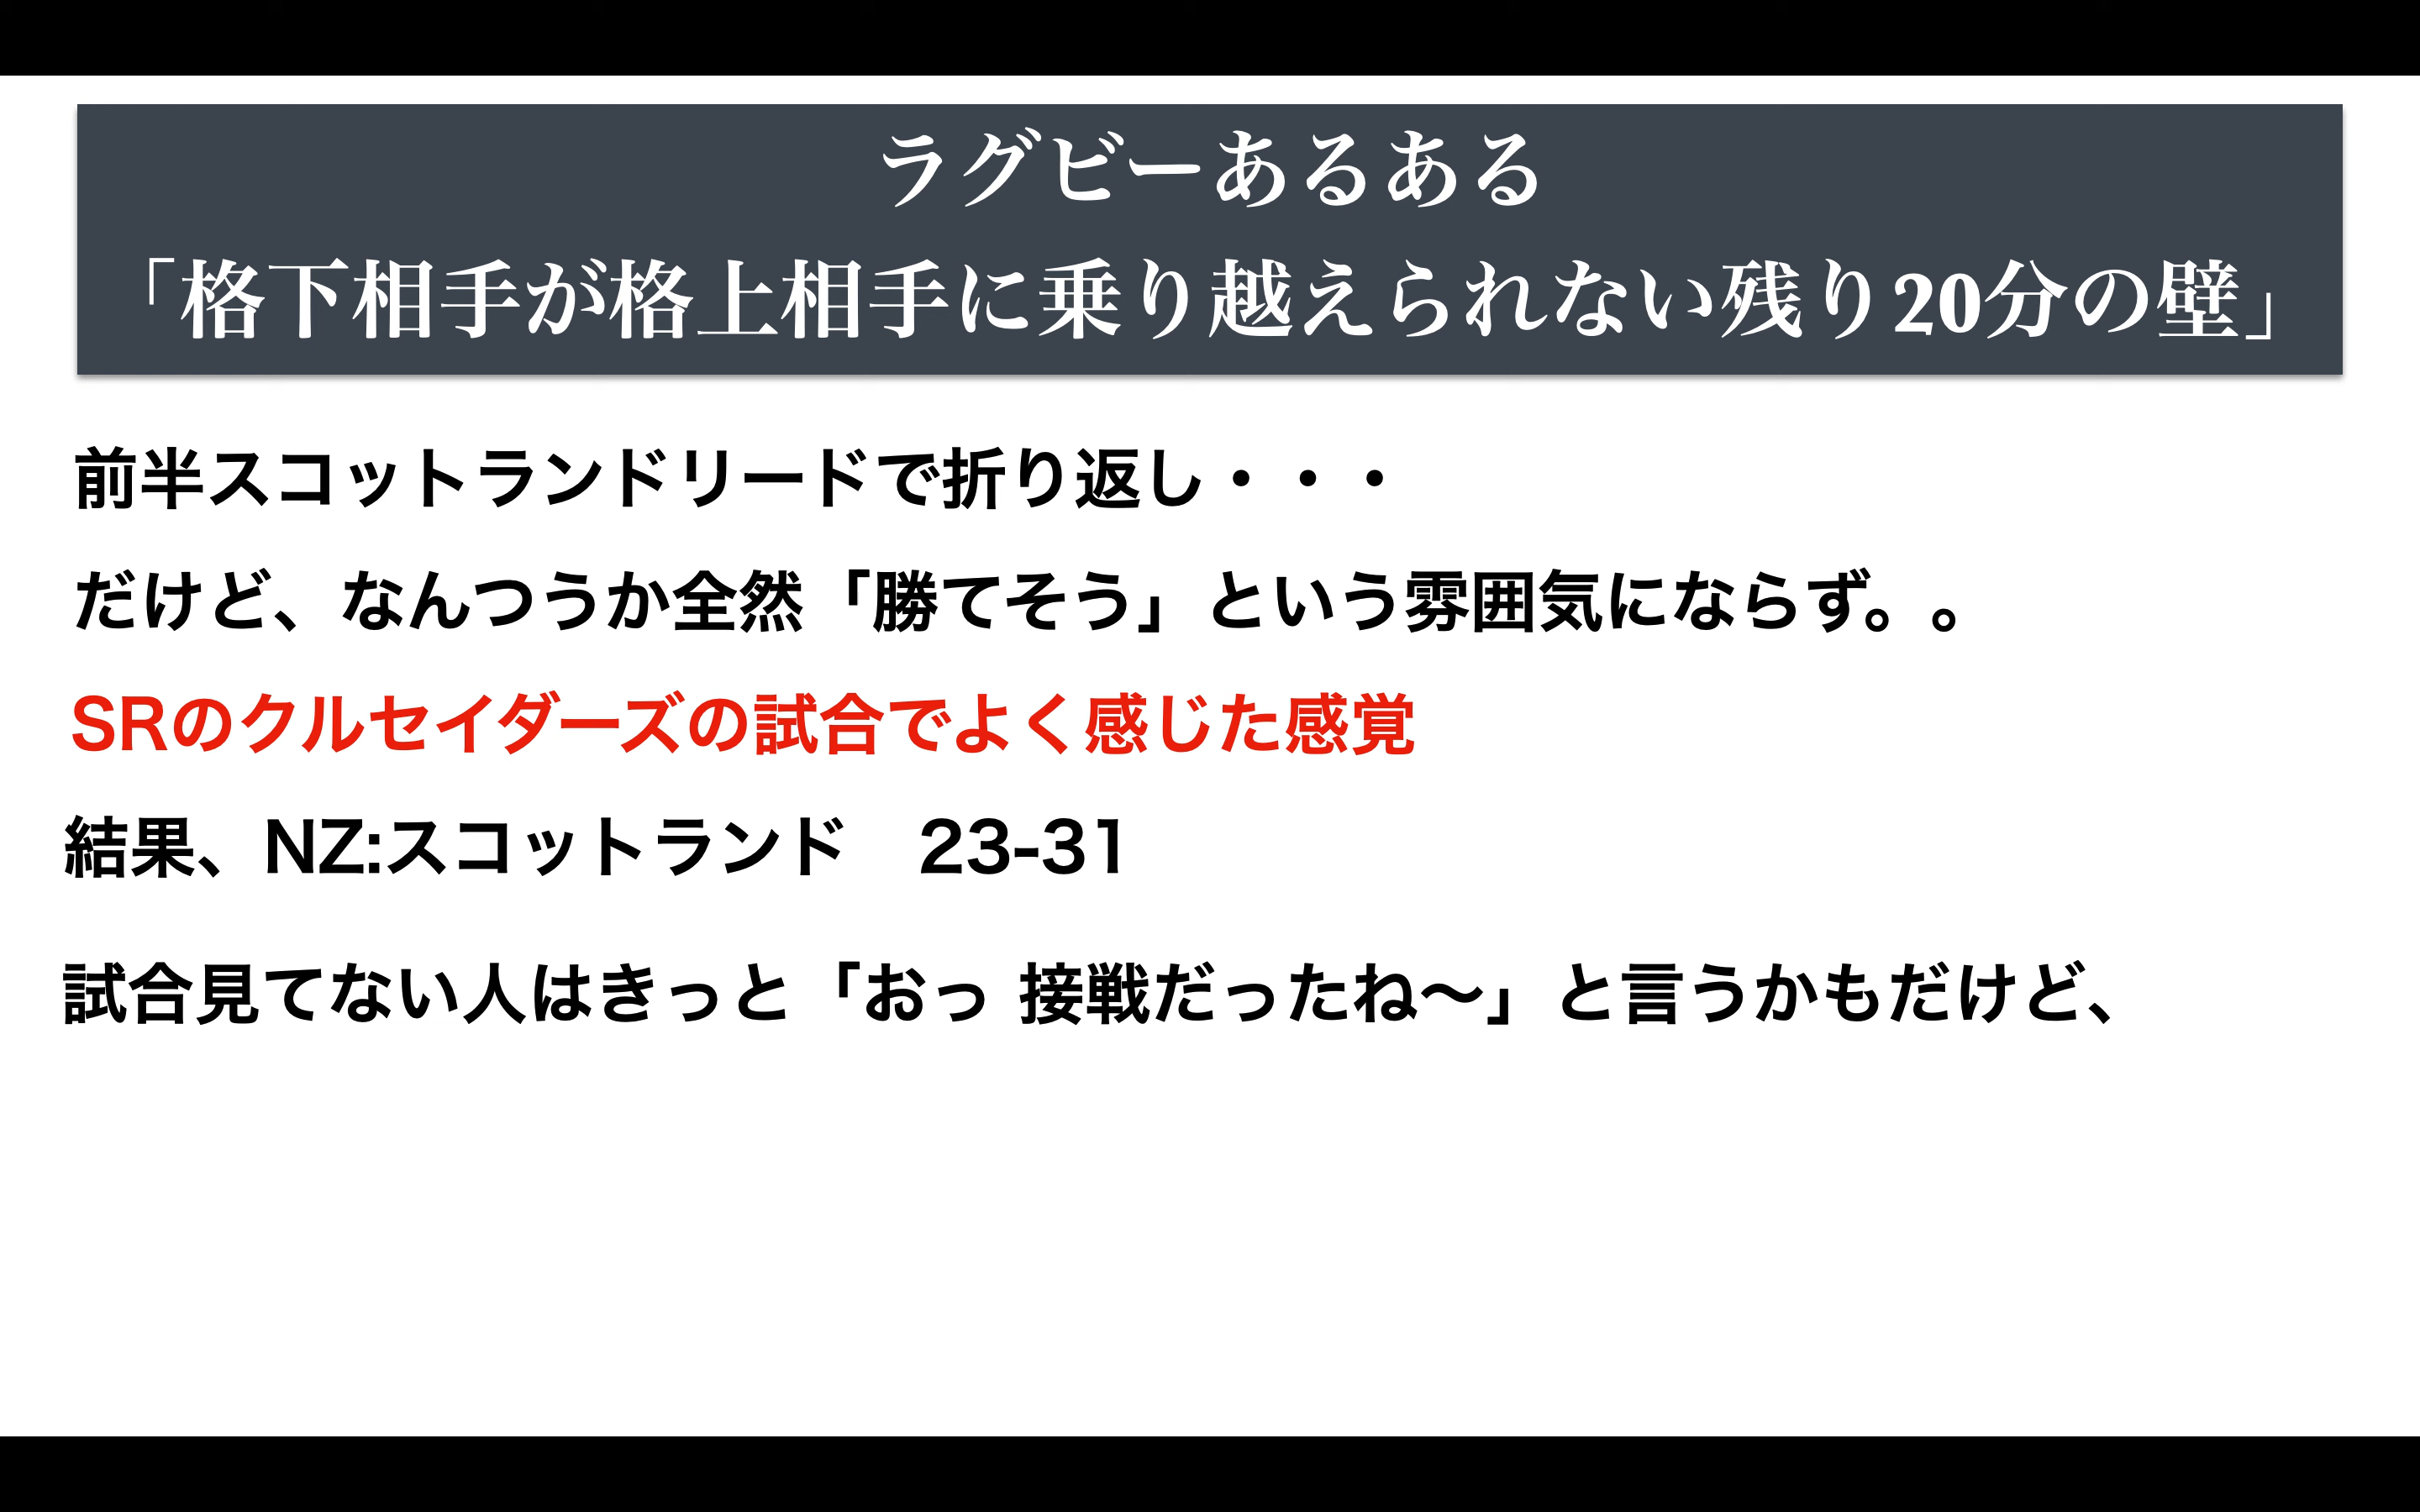 ラグビーあるある
「格下相手が格上相手に乗り越えられない残り20分の壁」
前半スコットランドリードで折り返し・・・
だけど、なんつうか全然「勝てそう」という雰囲気にならず。。
SRのクルセイダーズの試合でよく感じた感覚
結果、NZ:スコットランド　23-31
試合見てない人はきっと「おっ 接戦だったね〜」と言うかもだけど、